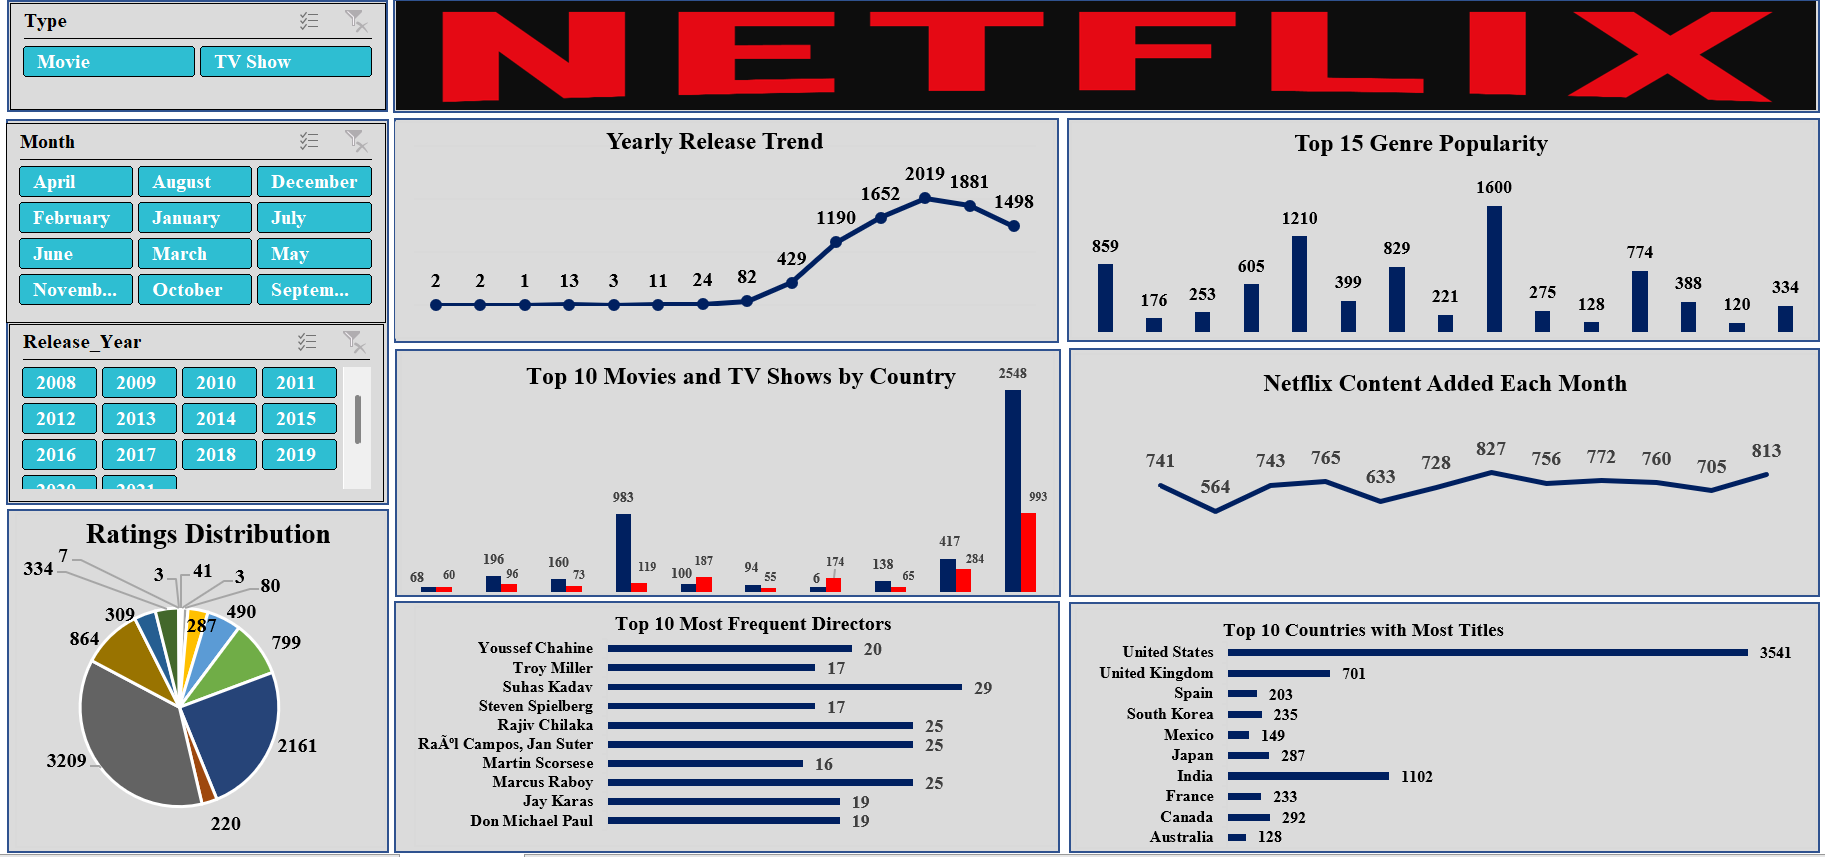 Type
Movie
TV Show
NETFLIX
Month
April August December
February January July
June March May
Novemb... October Septem...
Release_Year
2008 2009 2010 2011
2012 2013 2014 2015
2016 2017 2018 2019
2020 2021
Ratings Distribution
7
334
3
41
3
80
309
287
490
864
799
3209
2161
220
Yearly Release Trend
2 2 1 13 3 11 24 82 429 1190 1652 2019 1881 1498
Top 15 Genre Popularity
859 176 253 605 1210 399 829 221 1600 275 128 774 388 120 334
Top 10 Movies and TV Shows by Country
68 60 196 96 160 73 983 119 100 187 94 55 6 174 138 65 417 284 2548 993
Netflix Content Added Each Month
741 564 743 765 633 728 827 756 772 760 705 813
Top 10 Most Frequent Directors
Youssef Chahine 20
Troy Miller 17
Suhas Kadav 29
Steven Spielberg 17
Rajiv Chilaka 25
RaÃºl Campos, Jan Suter 25
Martin Scorsese 16
Marcus Raboy 25
Jay Karas 19
Don Michael Paul 19
Top 10 Countries with Most Titles
United States 3541
United Kingdom 701
Spain 203
South Korea 235
Mexico 149
Japan 287
India 1102
France 233
Canada 292
Australia 128